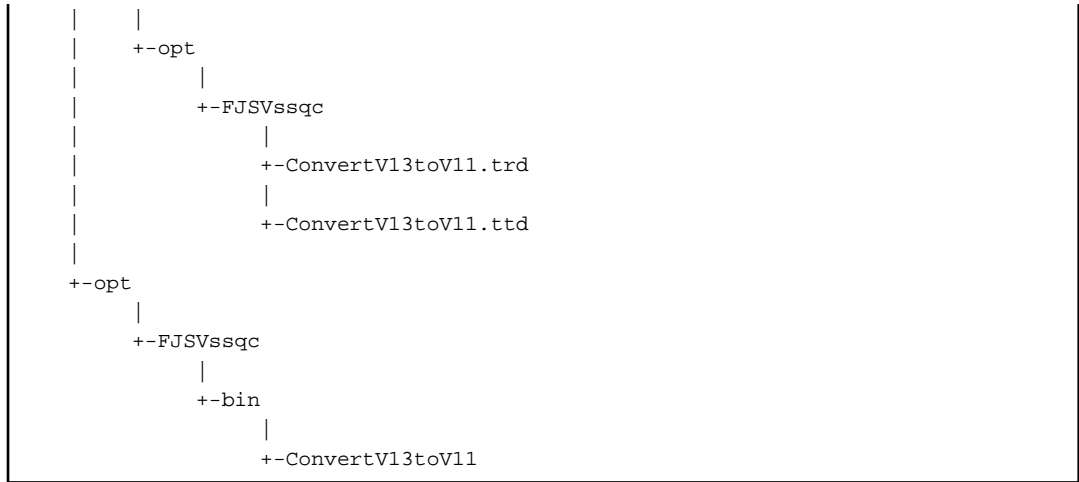 |    |
|    +-opt
|         |
|         +-FJSVssqc
|              |
|              +-ConvertV13toV11.trd
|              |
|              +-ConvertV13toV11.ttd
|
+-opt
     |
     +-FJSVssqc
          |
          +-bin
               |
               +-ConvertV13toV11